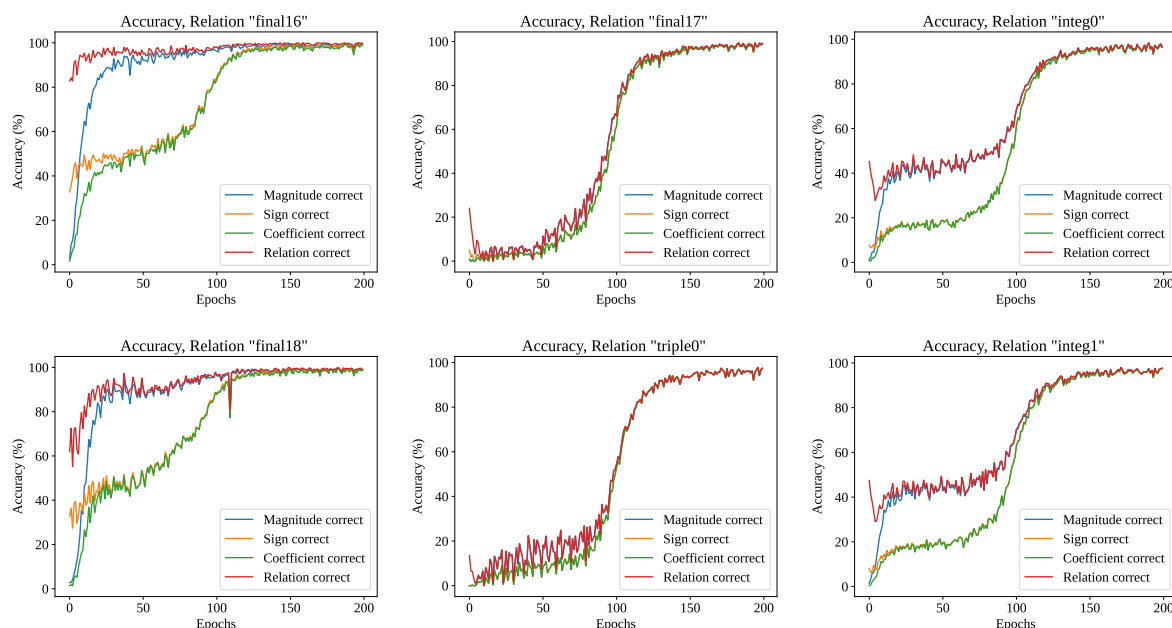 Accuracy, Relation "final16"
Accuracy (%)
100
80
60
40
20
0
Magnitude correct
Sign correct
Coefficient correct
Relation correct
0 50 100 150 200
Epochs
Accuracy, Relation "final17"
Accuracy (%)
100
80
60
40
20
0
Magnitude correct
Sign correct
Coefficient correct
Relation correct
0 50 100 150 200
Epochs
Accuracy, Relation "integ0"
Accuracy (%)
100
80
60
40
20
0
Magnitude correct
Sign correct
Coefficient correct
Relation correct
0 50 100 150 200
Epochs
Accuracy, Relation "final18"
Accuracy (%)
100
80
60
40
20
0
Magnitude correct
Sign correct
Coefficient correct
Relation correct
0 50 100 150 200
Epochs
Accuracy, Relation "triple0"
Accuracy (%)
100
80
60
40
20
0
Magnitude correct
Sign correct
Coefficient correct
Relation correct
0 50 100 150 200
Epochs
Accuracy, Relation "integ1"
Accuracy (%)
100
80
60
40
20
0
Magnitude correct
Sign correct
Coefficient correct
Relation correct
0 50 100 150 200
Epochs